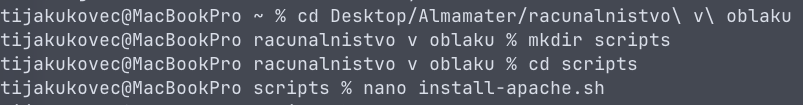 tijakukovec@MacBookPro ~ % cd Desktop/Almamater/racunalnistvo\ v\ oblaku
tijakukovec@MacBookPro racunalnistvo v oblaku % mkdir scripts
tijakukovec@MacBookPro racunalnistvo v oblaku % cd scripts
tijakukovec@MacBookPro scripts % nano install-apache.sh